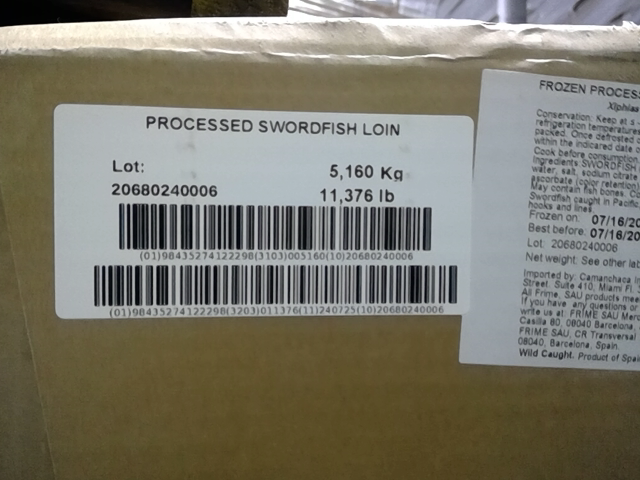 PROCESSED SWORDFISH LOIN
Lot:
5,160 Kg
20680240006
11,376 lb
(01)98435274122298(3103)005160(10)20680240006
(01)98435274122298(3203)011376(11)240725(10)20680240006
FROZEN PROCESS
Xiphias
Conservation: Keep at
refrigeration temperature
packed. Once defrosted
within the indicated date
Cook before consumption
Ingredients: SWORDFISH
water, salt, sodium citrate
ascorbate (color retention
May contain fish bones.
Swordfish caught in Pacific
hooks and lines
Frozen on: 07/16/20
Best before: 07/16/20
Lot: 20680240006
Net weight: See other lab
Imported by: Camanchaca In
Street. Suite 410, Miami Fl.
All Frime, SAU products me
If you have any questions or
write us at: FRIME SAU Merc
Casilla 80, 08040 Barcelona
FRIME SAU, CR Transversal
08040, Barcelona, Spain.
Wild Caught. Product of Spai